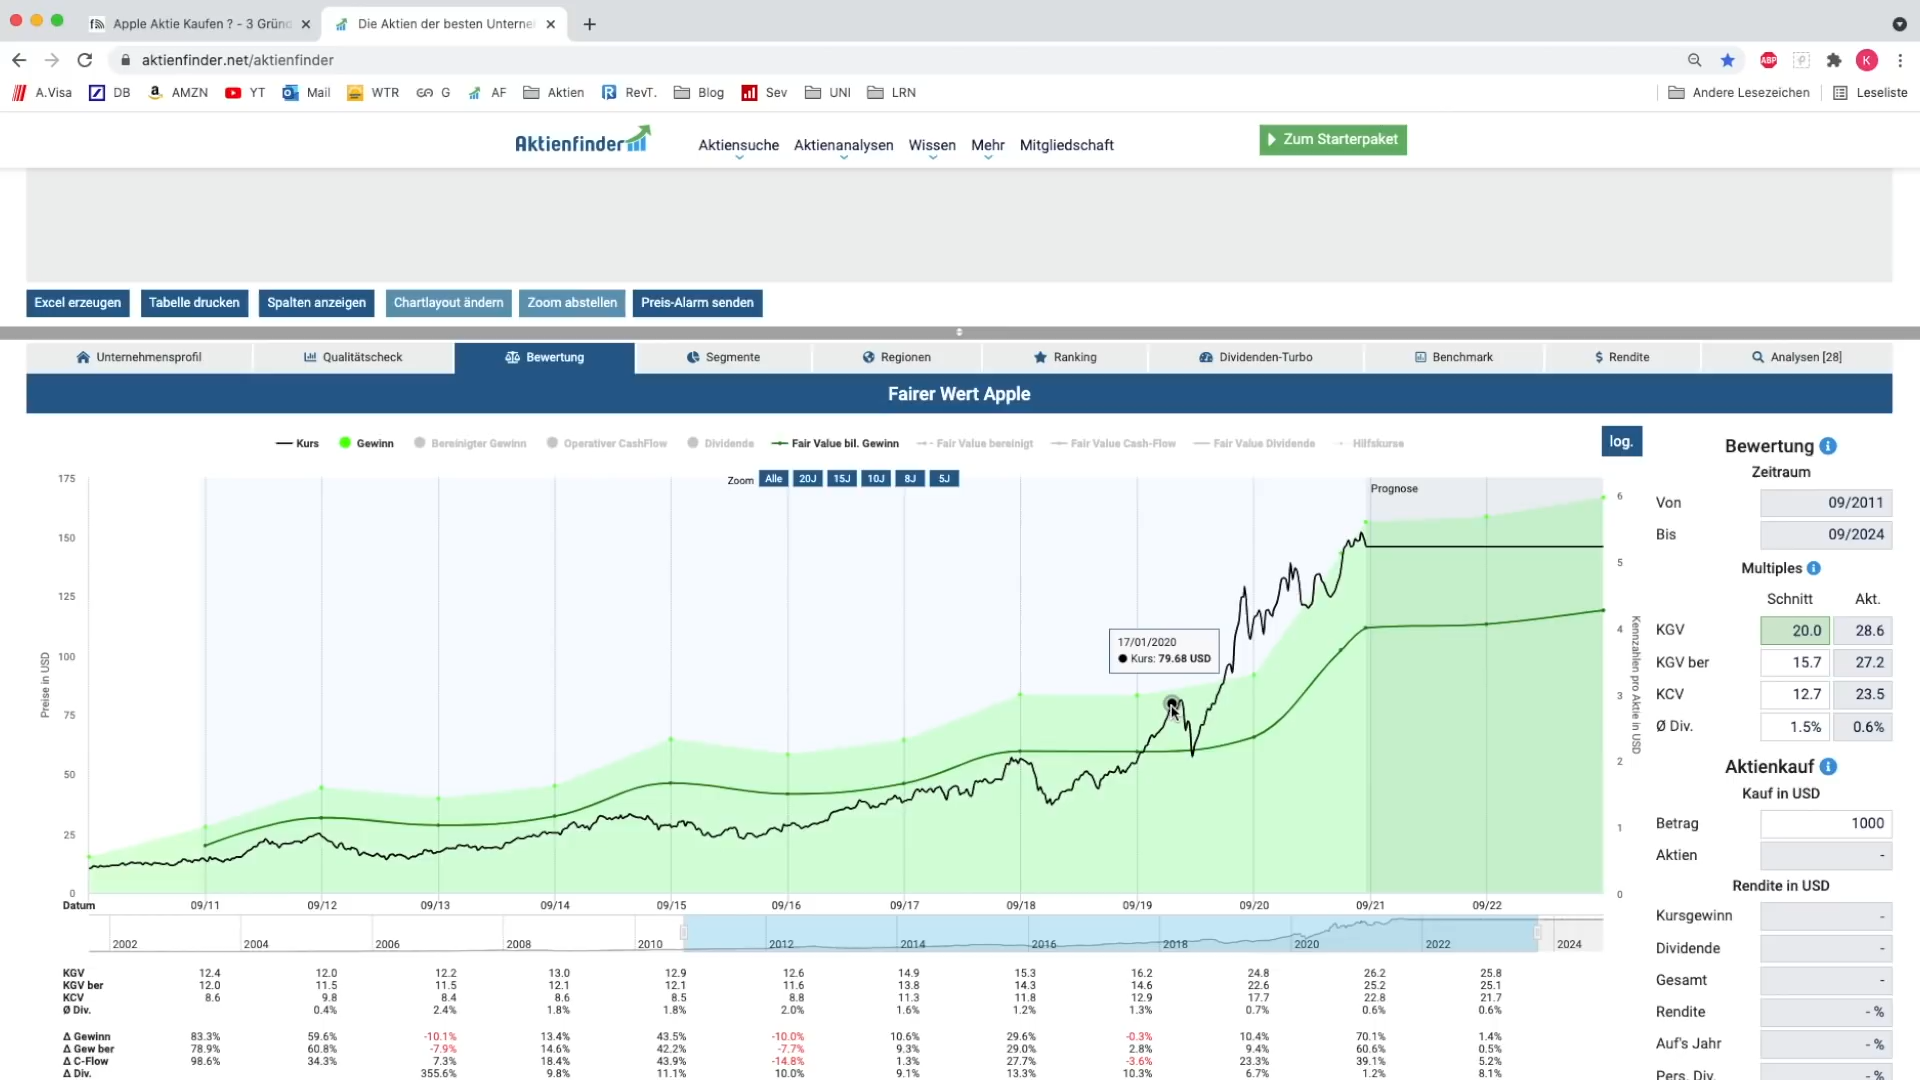 Apple Aktie Kaufen ? - 3 Grün
Die Aktien der besten Unterne
aktienfinder.net/aktienfinder
ABP
K
A.Visa
DB
AMZN
YT
Mail
WTR
G
AF
Aktien
RevT.
Blog
Sev
UNI
LRN
Andere Lesezeichen
Leseliste
Aktienfinder
Aktiensuche
Aktienanalysen
Wissen
Mehr
Mitgliedschaft
Zum Starterpaket
Excel erzeugen
Tabelle drucken
Spalten anzeigen
Chartlayout ändern
Zoom abstellen
Preis-Alarm senden
Unternehmensprofil
Qualitätscheck
Bewertung
Segmente
Regionen
Ranking
Dividenden-Turbo
Benchmark
$ Rendite
Analysen [28]
Fairer Wert Apple
Kurs
Gewinn
Bereinigter Gewinn
Operativer CashFlow
Dividende
Fair Value bil. Gewinn
Fair Value bereinigt
Fair Value Cash-Flow
Fair Value Dividende
Hilfskurse
log.
Zoom Alle 20J 15J 10J 8J 5J
Prognose
Preise in USD
175
150
125
100
75
50
25
0
17/01/2020
Kurs: 79.68 USD
6
5
4
3
2
1
0
Kennzahlen pro Aktie in USD
Datum 09/11 09/12 09/13 09/14 09/15 09/16 09/17 09/18 09/19 09/20 09/21 09/22
2002 2004 2006 2008 2010 2012 2014 2016 2018 2020 2022 2024
KGV 12.4 12.0 12.2 13.0 12.9 12.6 14.9 15.3 16.2 24.8 26.2 25.8
KGV ber 12.0 11.5 11.5 12.1 12.1 11.6 13.8 14.3 14.6 22.6 25.2 25.1
KCV 8.6 9.8 8.4 8.6 8.5 8.8 11.3 11.8 12.9 17.7 22.8 21.7
Ø Div. 0.4% 2.4% 1.8% 1.8% 2.0% 1.6% 1.2% 1.3% 0.7% 0.6% 0.6%
Δ Gewinn 83.3% 59.6% -10.1% 13.4% 43.5% -10.0% 10.6% 29.6% -0.3% 10.4% 70.1% 1.4%
Δ Gew ber 78.9% 60.8% -7.9% 14.6% 42.2% -7.7% 9.3% 29.0% 2.8% 9.4% 60.6% 0.5%
Δ C-Flow 98.6% 34.3% 7.3% 18.4% 43.9% -14.8% 1.3% 27.7% -3.6% 23.3% 39.1% 5.2%
Δ Div. 355.6% 9.8% 11.1% 10.0% 9.1% 13.3% 10.3% 6.7% 1.2% 8.1%
Bewertung
Zeitraum
Von 09/2011
Bis 09/2024
Multiples
Schnitt Akt.
KGV 20.0 28.6
KGV ber 15.7 27.2
KCV 12.7 23.5
Ø Div. 1.5% 0.6%
Aktienkauf
Kauf in USD
Betrag 1000
Aktien -
Rendite in USD
Kursgewinn -
Dividende -
Gesamt -
Rendite - %
Auf's Jahr - %
Pers. Div. - %